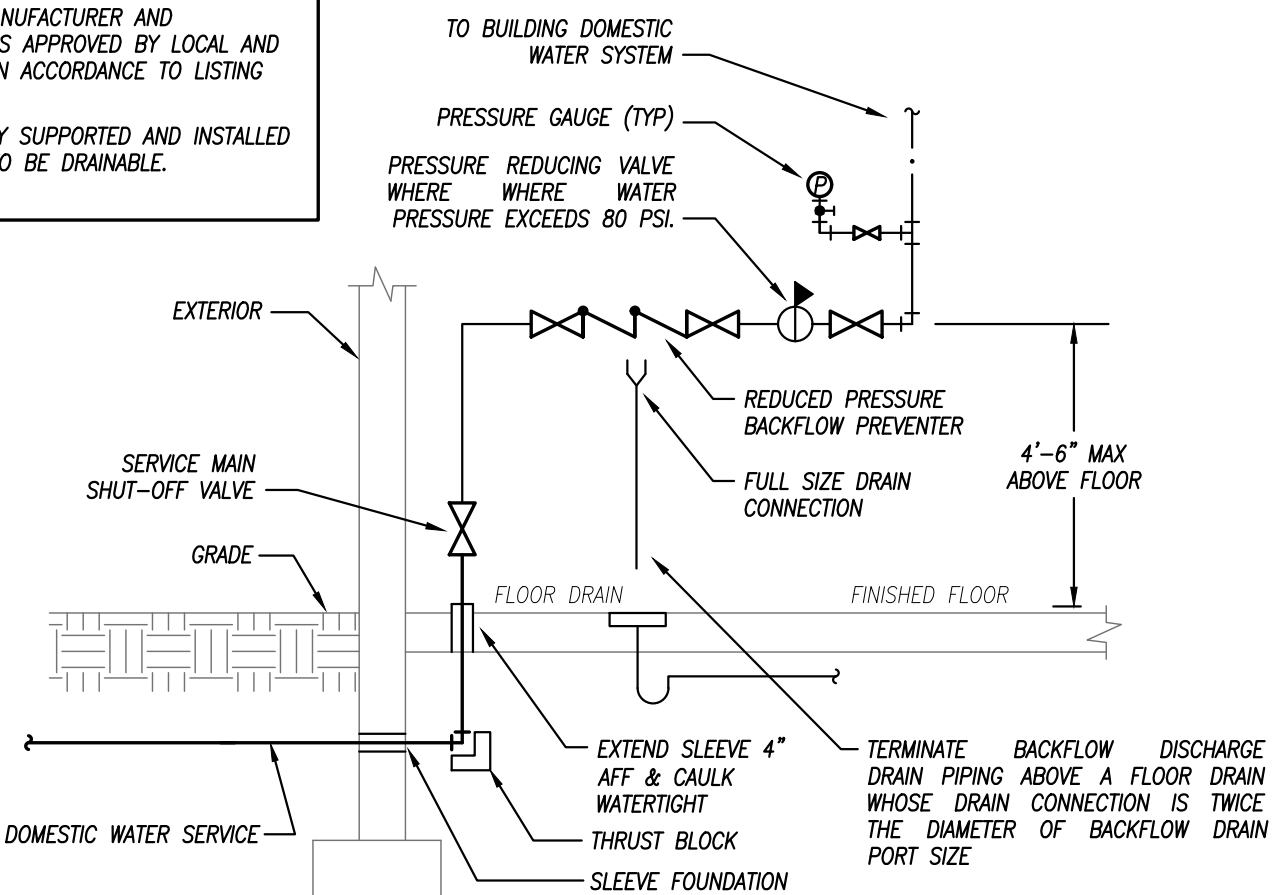 NUFACTURER AND
S APPROVED BY LOCAL AND
N ACCORDANCE TO LISTING
Y SUPPORTED AND INSTALLED
O BE DRAINABLE.
TO BUILDING DOMESTIC
WATER SYSTEM
PRESSURE GAUGE (TYP)
P
PRESSURE REDUCING VALVE
WHERE WHERE WATER
PRESSURE EXCEEDS 80 PSI.
EXTERIOR
REDUCED PRESSURE
BACKFLOW PREVENTER
4'-6" MAX
ABOVE FLOOR
SERVICE MAIN
SHUT-OFF VALVE
FULL SIZE DRAIN
CONNECTION
GRADE
FLOOR DRAIN
FINISHED FLOOR
EXTEND SLEEVE 4"
AFF & CAULK
WATERTIGHT
TERMINATE BACKFLOW DISCHARGE
DRAIN PIPING ABOVE A FLOOR DRAIN
WHOSE DRAIN CONNECTION IS TWICE
THE DIAMETER OF BACKFLOW DRAIN
PORT SIZE
DOMESTIC WATER SERVICE
THRUST BLOCK
SLEEVE FOUNDATION